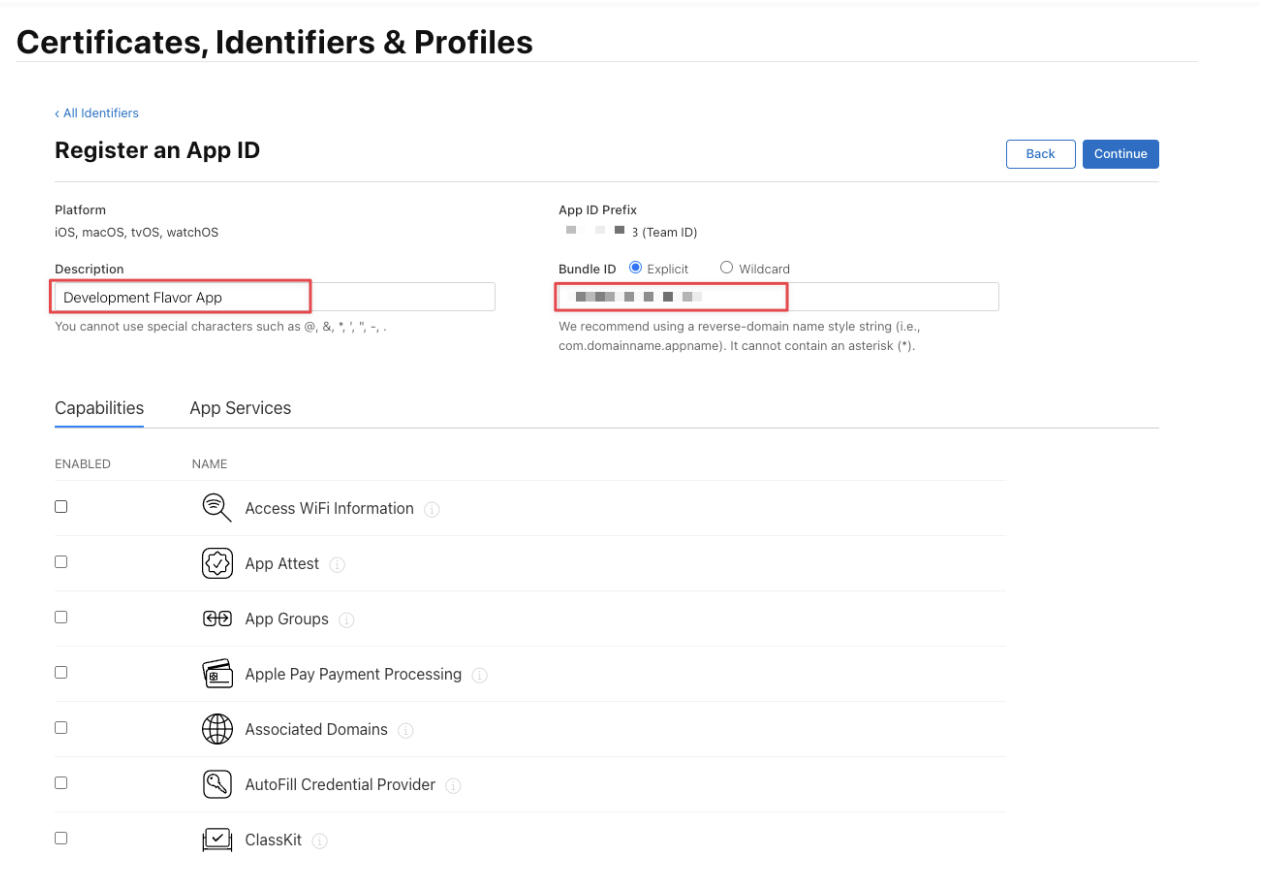 Certificates, Identifiers & Profiles
‹ All Identifiers
Register an App ID
Back
Continue
Platform
iOS, macOS, tvOS, watchOS
App ID Prefix
3 (Team ID)
Description
Development Flavor App
You cannot use special characters such as @, &, *, ', ", -, .
Bundle ID Explicit Wildcard
We recommend using a reverse-domain name style string (i.e.,
com.domainname.appname). It cannot contain an asterisk (*).
Capabilities App Services
ENABLED NAME
Access WiFi Information
App Attest
App Groups
Apple Pay Payment Processing
Associated Domains
AutoFill Credential Provider
ClassKit